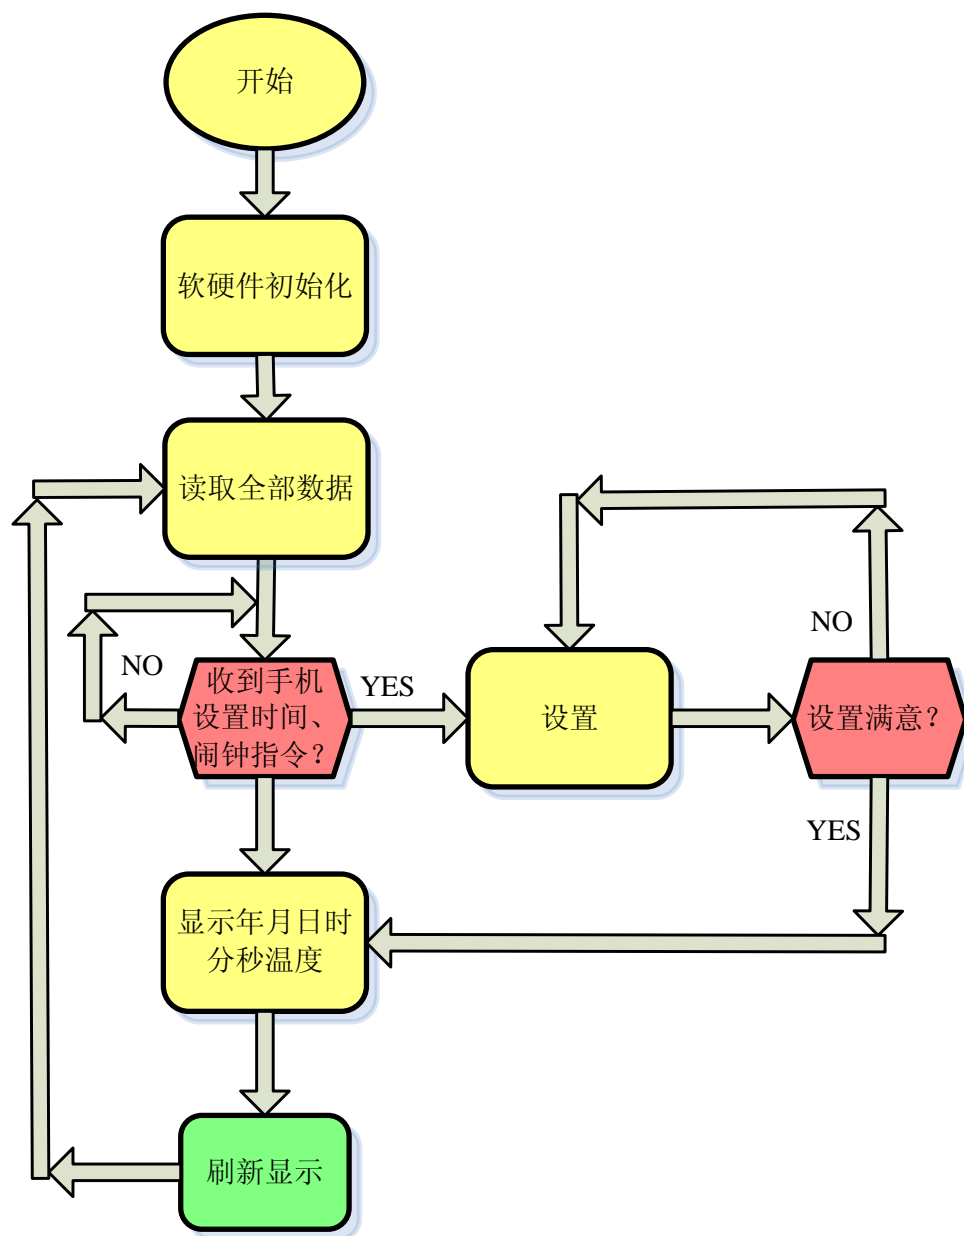 开始
软硬件初始化
读取全部数据
NO
收到手机
设置时间、
闹钟指令？
YES
设置
NO
设置满意？
YES
显示年月日时
分秒温度
刷新显示